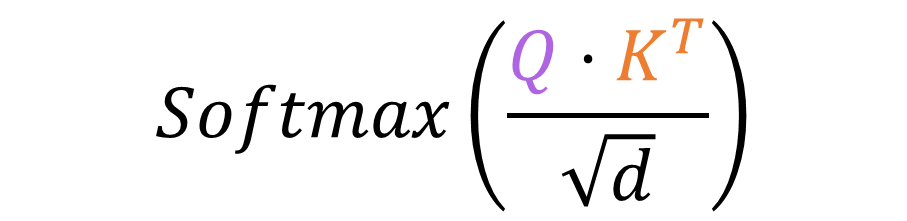 Softmax(Q · K^T / √d)